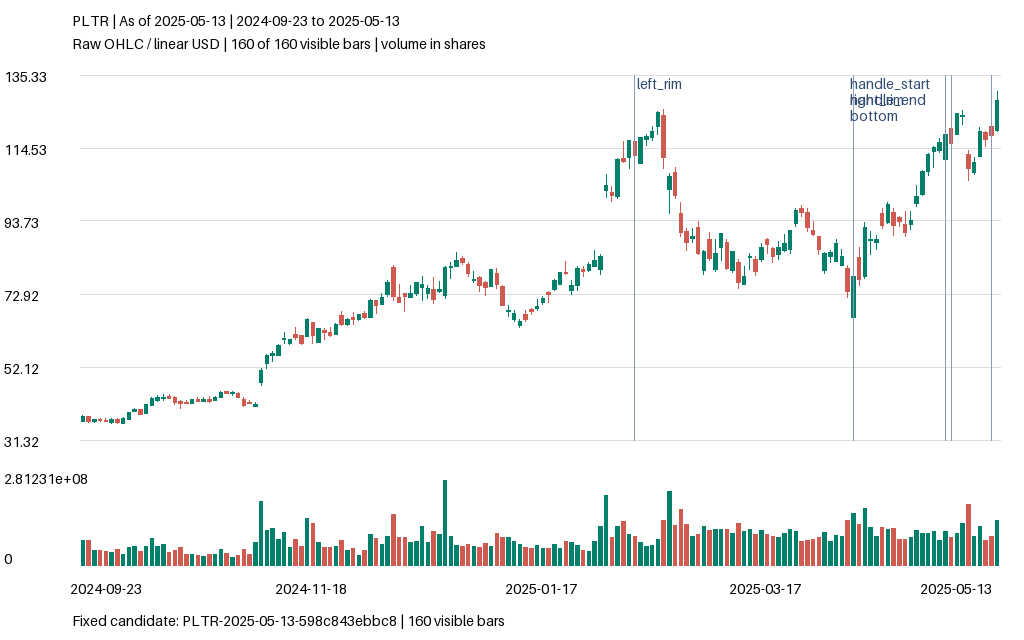 PLTR | As of 2025-05-13 | 2024-09-23 to 2025-05-13
Raw OHLC / linear USD | 160 of 160 visible bars | volume in shares
135.33
114.53
93.73
72.92
52.12
31.32
left_rim
handle_start
bottom
2.81231e+08
0
2024-09-23
2024-11-18
2025-01-17
2025-03-17
2025-05-13
Fixed candidate: PLTR-2025-05-13-598c843ebbc8 | 160 visible bars